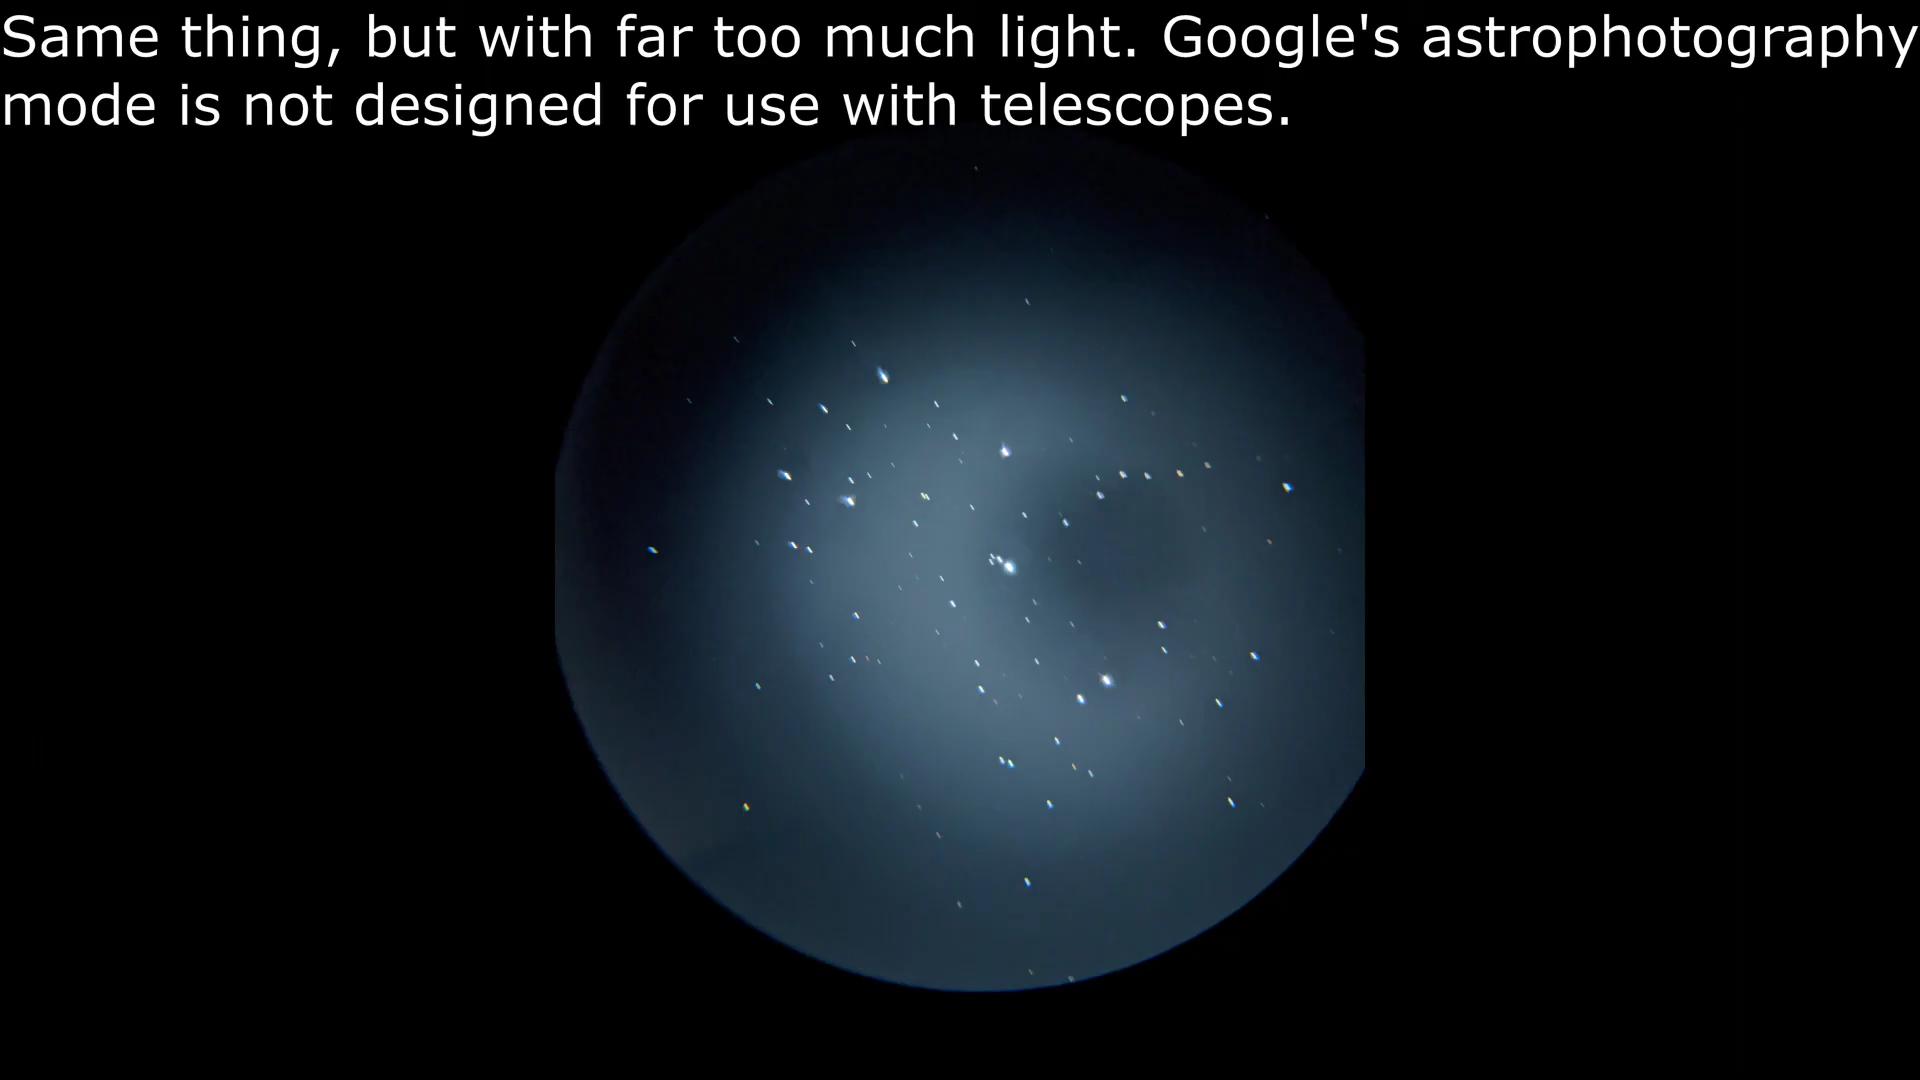 Same thing, but with far too much light. Google's astrophotography
mode is not designed for use with telescopes.